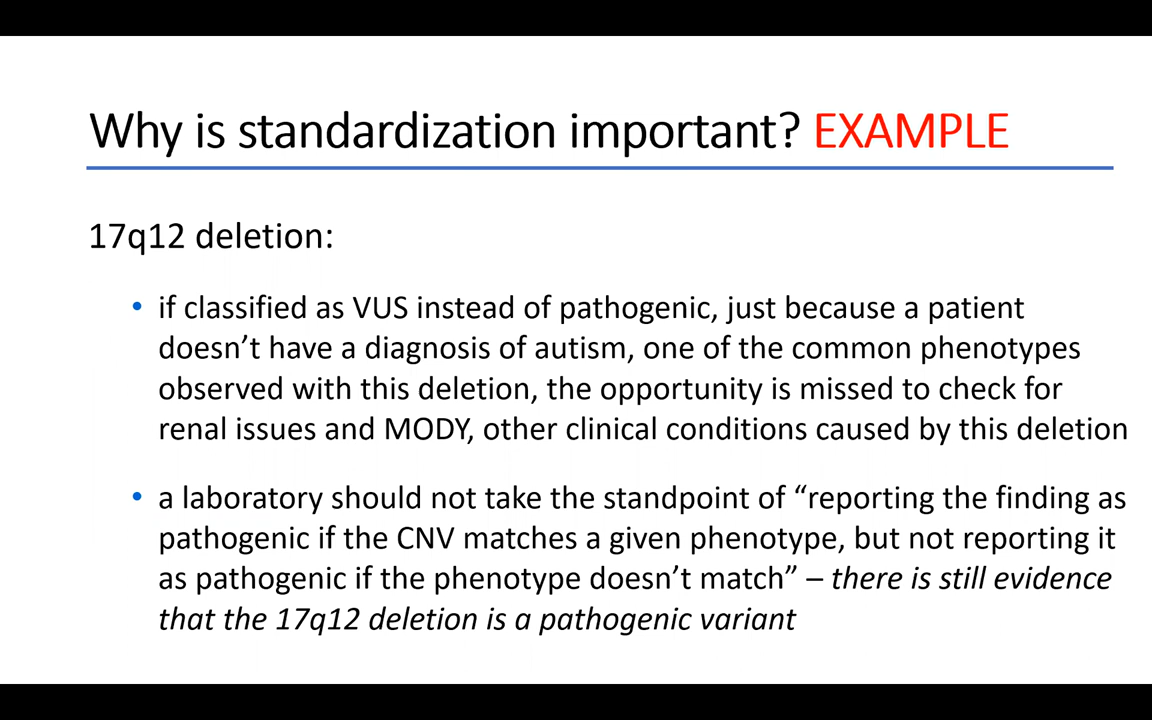 Why is standardization important? EXAMPLE
17q12 deletion:
• if classified as VUS instead of pathogenic, just because a patient
doesn’t have a diagnosis of autism, one of the common phenotypes
observed with this deletion, the opportunity is missed to check for
renal issues and MODY, other clinical conditions caused by this deletion
• a laboratory should not take the standpoint of “reporting the finding as
pathogenic if the CNV matches a given phenotype, but not reporting it
as pathogenic if the phenotype doesn’t match” – there is still evidence
that the 17q12 deletion is a pathogenic variant